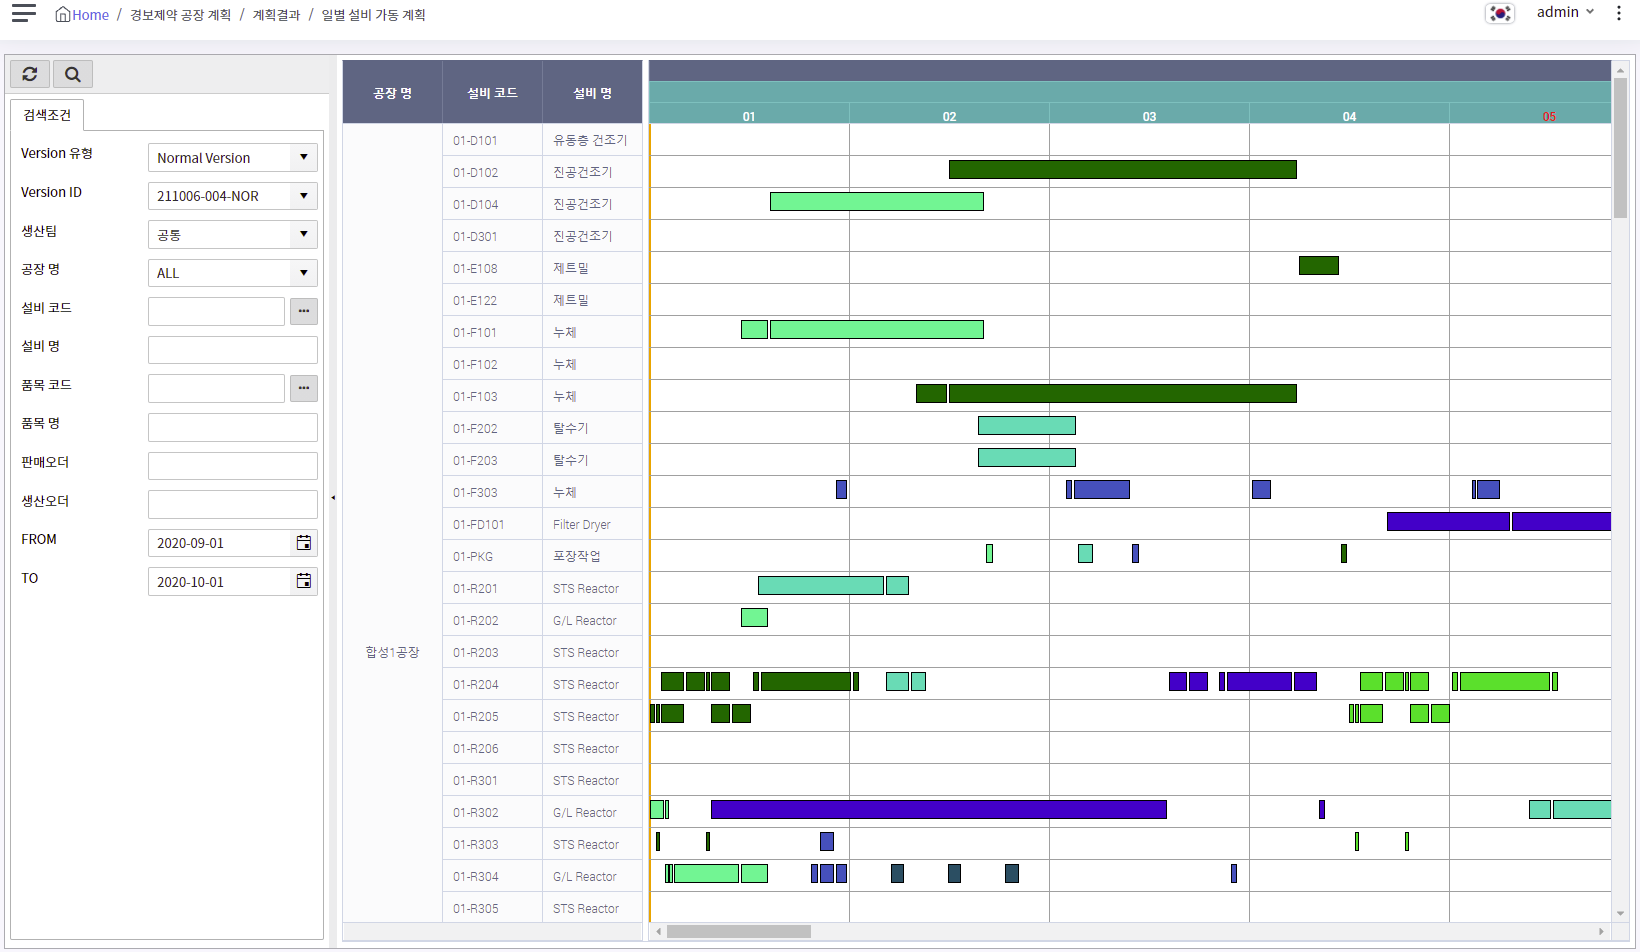 Home / 경보제약 공장 계획 / 계획결과 / 일별 설비 가동 계획
admin
검색조건
Version 유형 Normal Version
Version ID 211006-004-NOR
생산팀 공통
공장 명 ALL
설비 코드 ...
설비 명
품목 코드 ...
품목 명
판매오더
생산오더
FROM 2020-09-01
TO 2020-10-01
공장 명 설비 코드 설비 명
01 02 03 04 05
합성1공장
01-D101 유동층 건조기
01-D102 진공건조기
01-D104 진공건조기
01-D301 진공건조기
01-E108 제트밀
01-E122 제트밀
01-F101 누체
01-F102 누체
01-F103 누체
01-F202 탈수기
01-F203 탈수기
01-F303 누체
01-FD101 Filter Dryer
01-PKG 포장작업
01-R201 STS Reactor
01-R202 G/L Reactor
01-R203 STS Reactor
01-R204 STS Reactor
01-R205 STS Reactor
01-R206 STS Reactor
01-R301 STS Reactor
01-R302 G/L Reactor
01-R303 STS Reactor
01-R304 G/L Reactor
01-R305 STS Reactor